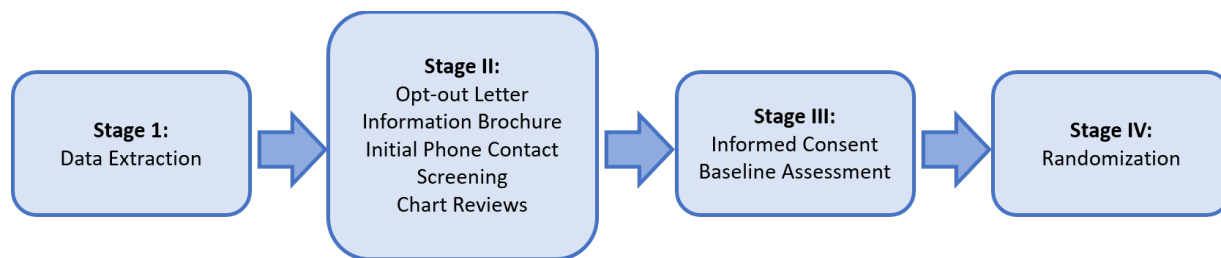 Stage 1:
Data Extraction
Stage II:
Opt-out Letter
Information Brochure
Initial Phone Contact
Screening
Chart Reviews
Stage III:
Informed Consent
Baseline Assessment
Stage IV:
Randomization